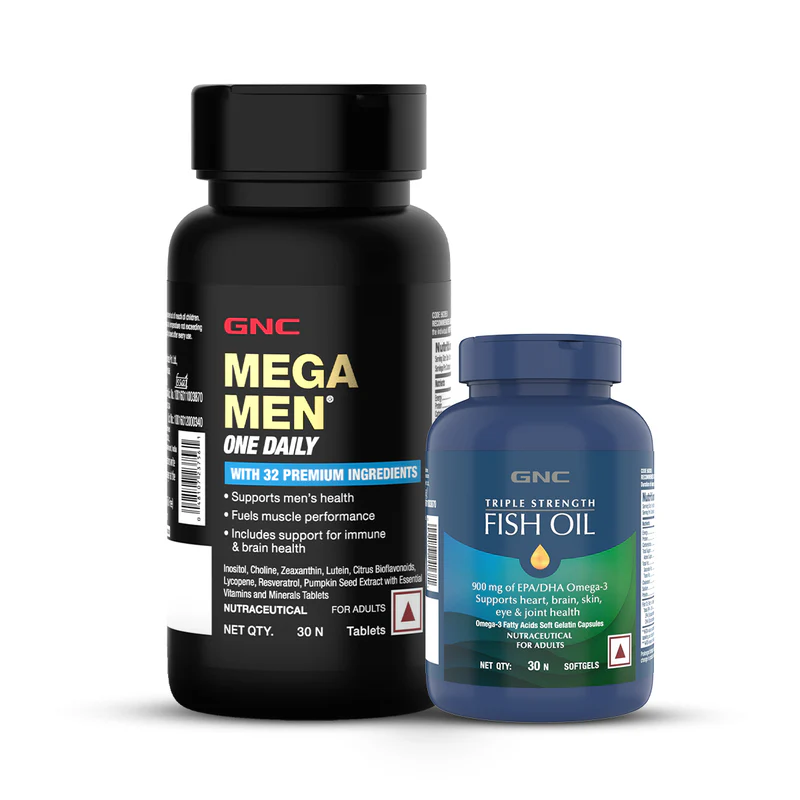 GNC
MEGA
MEN®
ONE DAILY
WITH 32 PREMIUM INGREDIENTS
• Supports men's health
• Fuels muscle performance
• Includes support for immune
& brain health
Inositol, Choline, Zeaxanthin, Lutein, Citrus Bioflavonoids,
Lycopene, Resveratrol, Pumpkin Seed Extract with Essential
Vitamins and Minerals Tablets
NUTRACEUTICAL FOR ADULTS
NET QTY. 30 N Tablets
GNC
TRIPLE STRENGTH
FISH OIL
900 mg of EPA/DHA Omega-3
Supports heart, brain, skin,
eye & joint health
Omega-3 Fatty Acids Soft Gelatin Capsules
NUTRACEUTICAL
FOR ADULTS
NET QTY: 30 N SOFTGELS